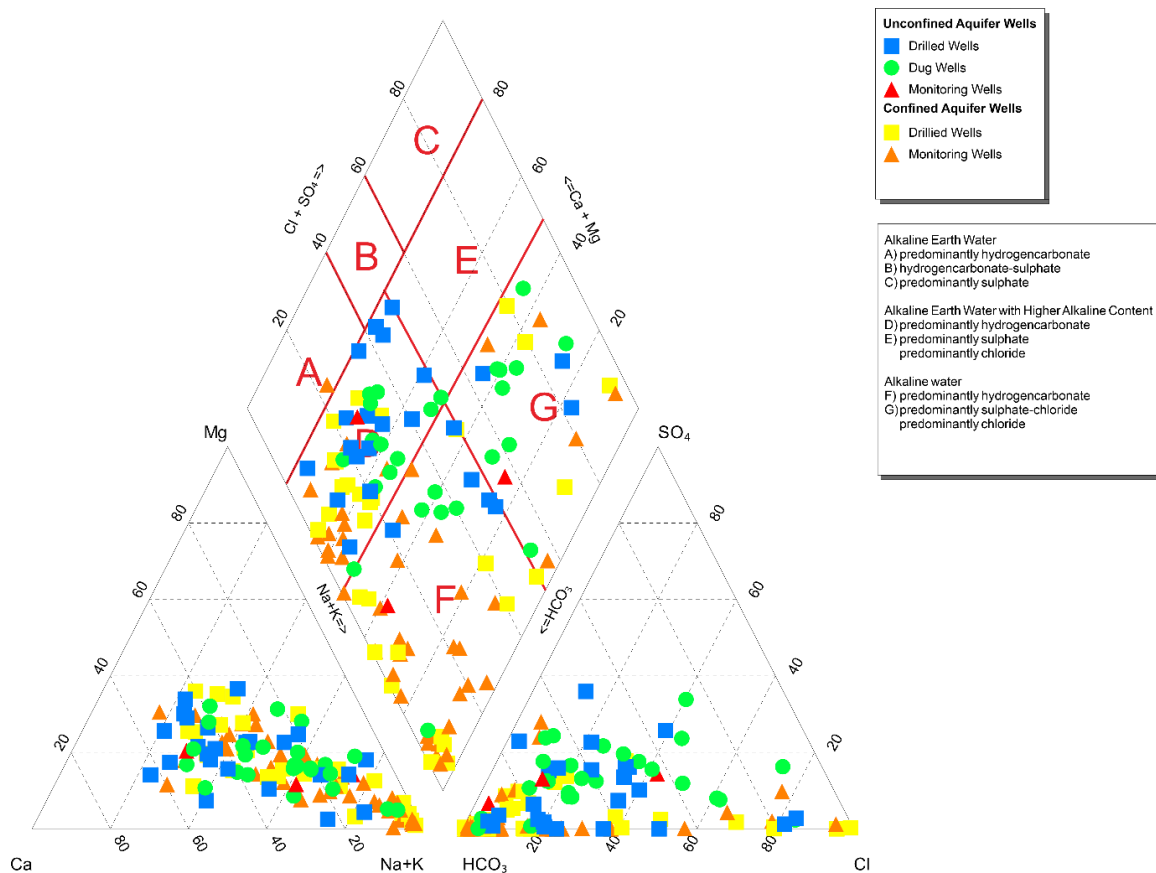 Unconfined Aquifer Wells
Drilled Wells
Dug Wells
Monitoring Wells
Confined Aquifer Wells
Drillied Wells
Monitoring Wells
Alkaline Earth Water
A) predominantly hydrogencarbonate
B) hydrogencarbonate-sulphate
C) predominantly sulphate
Alkaline Earth Water with Higher Alkaline Content
D) predominantly hydrogencarbonate
E) predominantly sulphate
predominantly chloride
Alkaline water
F) predominantly hydrogencarbonate
G) predominantly sulphate-chloride
predominantly chloride
80
80
C
60
60
Cl + SO₄ =>
<=Ca + Mg
40
40
B
E
20
20
A
G
D
Mg
SO₄
80
80
60
60
Na+K=>
<=HCO₃
F
40
40
20
20
80
60
40
20
20
40
60
80
Ca
Na+K
HCO₃
Cl